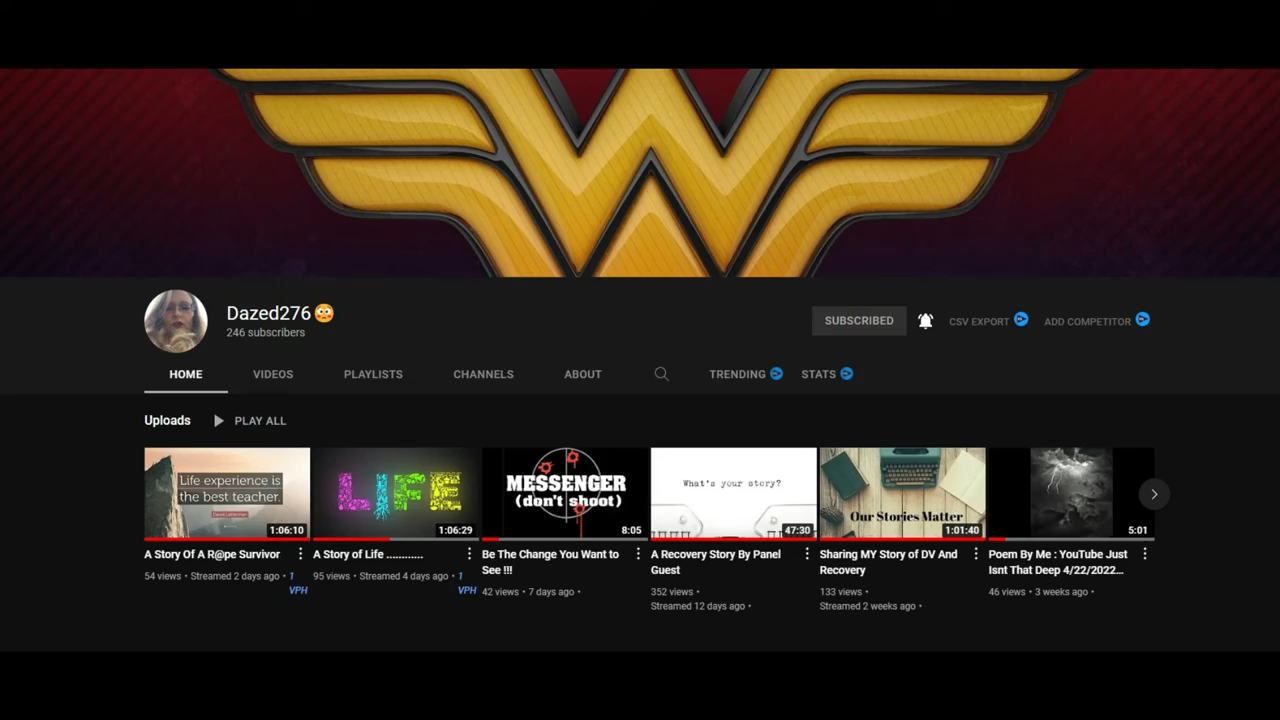 Dazed276😳
246 subscribers
SUBSCRIBED
CSV EXPORT
ADD COMPETITOR
HOME
VIDEOS
PLAYLISTS
CHANNELS
ABOUT
TRENDING
STATS
Uploads
PLAY ALL
Life experience is
the best teacher.
1:06:10
A Story Of A R@pe Survivor
54 views • Streamed 2 days ago • 1
VPH
LIFE
1:06:29
A Story of Life ............
95 views • Streamed 4 days ago • 1
VPH
MESSENGER
(don't shoot)
8:05
Be The Change You Want to
See !!!
42 views • 7 days ago •
What's your story?
47:30
A Recovery Story By Panel
Guest
352 views •
Streamed 12 days ago •
Our Stories Matter
1:01:40
Sharing MY Story of DV And
Recovery
133 views •
Streamed 2 weeks ago •
5:01
Poem By Me : YouTube Just
Isnt That Deep 4/22/2022...
46 views • 3 weeks ago •